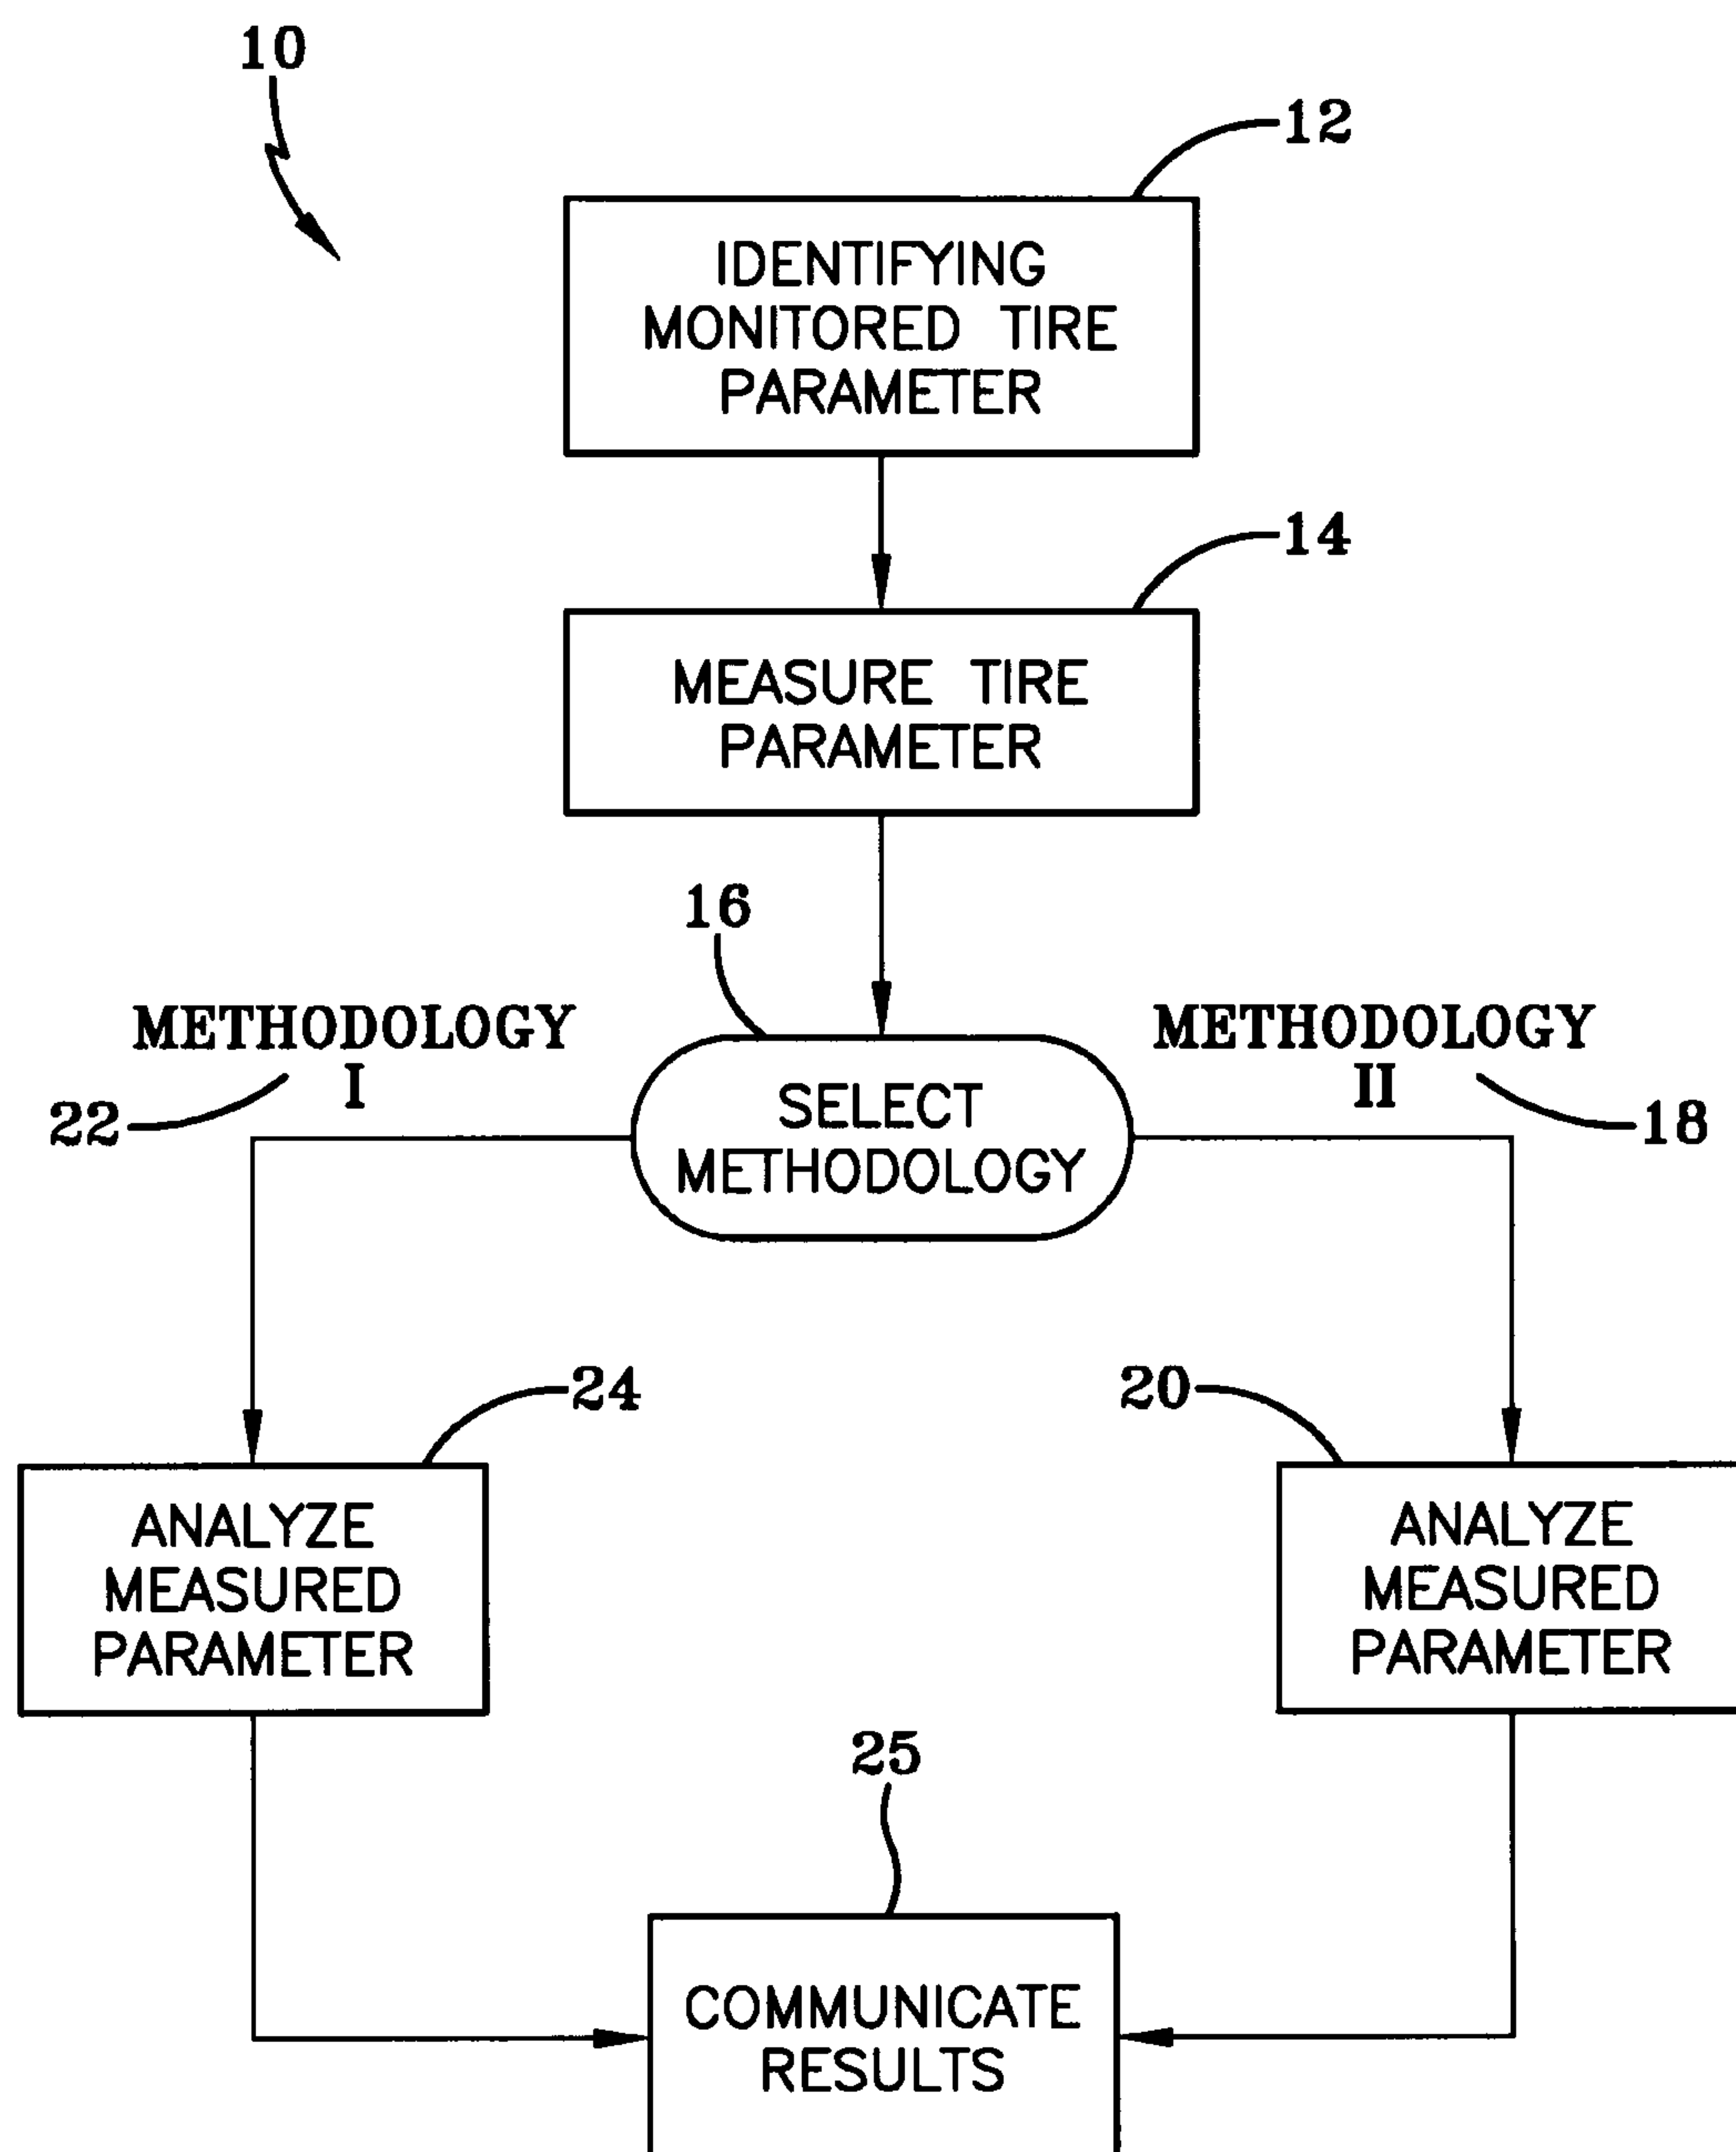 10
12
IDENTIFYING
MONITORED TIRE
PARAMETER
14
MEASURE TIRE
PARAMETER
16
METHODOLOGY
I
22
SELECT
METHODOLOGY
METHODOLOGY
II
18
24
ANALYZE
MEASURED
PARAMETER
20
ANALYZE
MEASURED
PARAMETER
25
COMMUNICATE
RESULTS